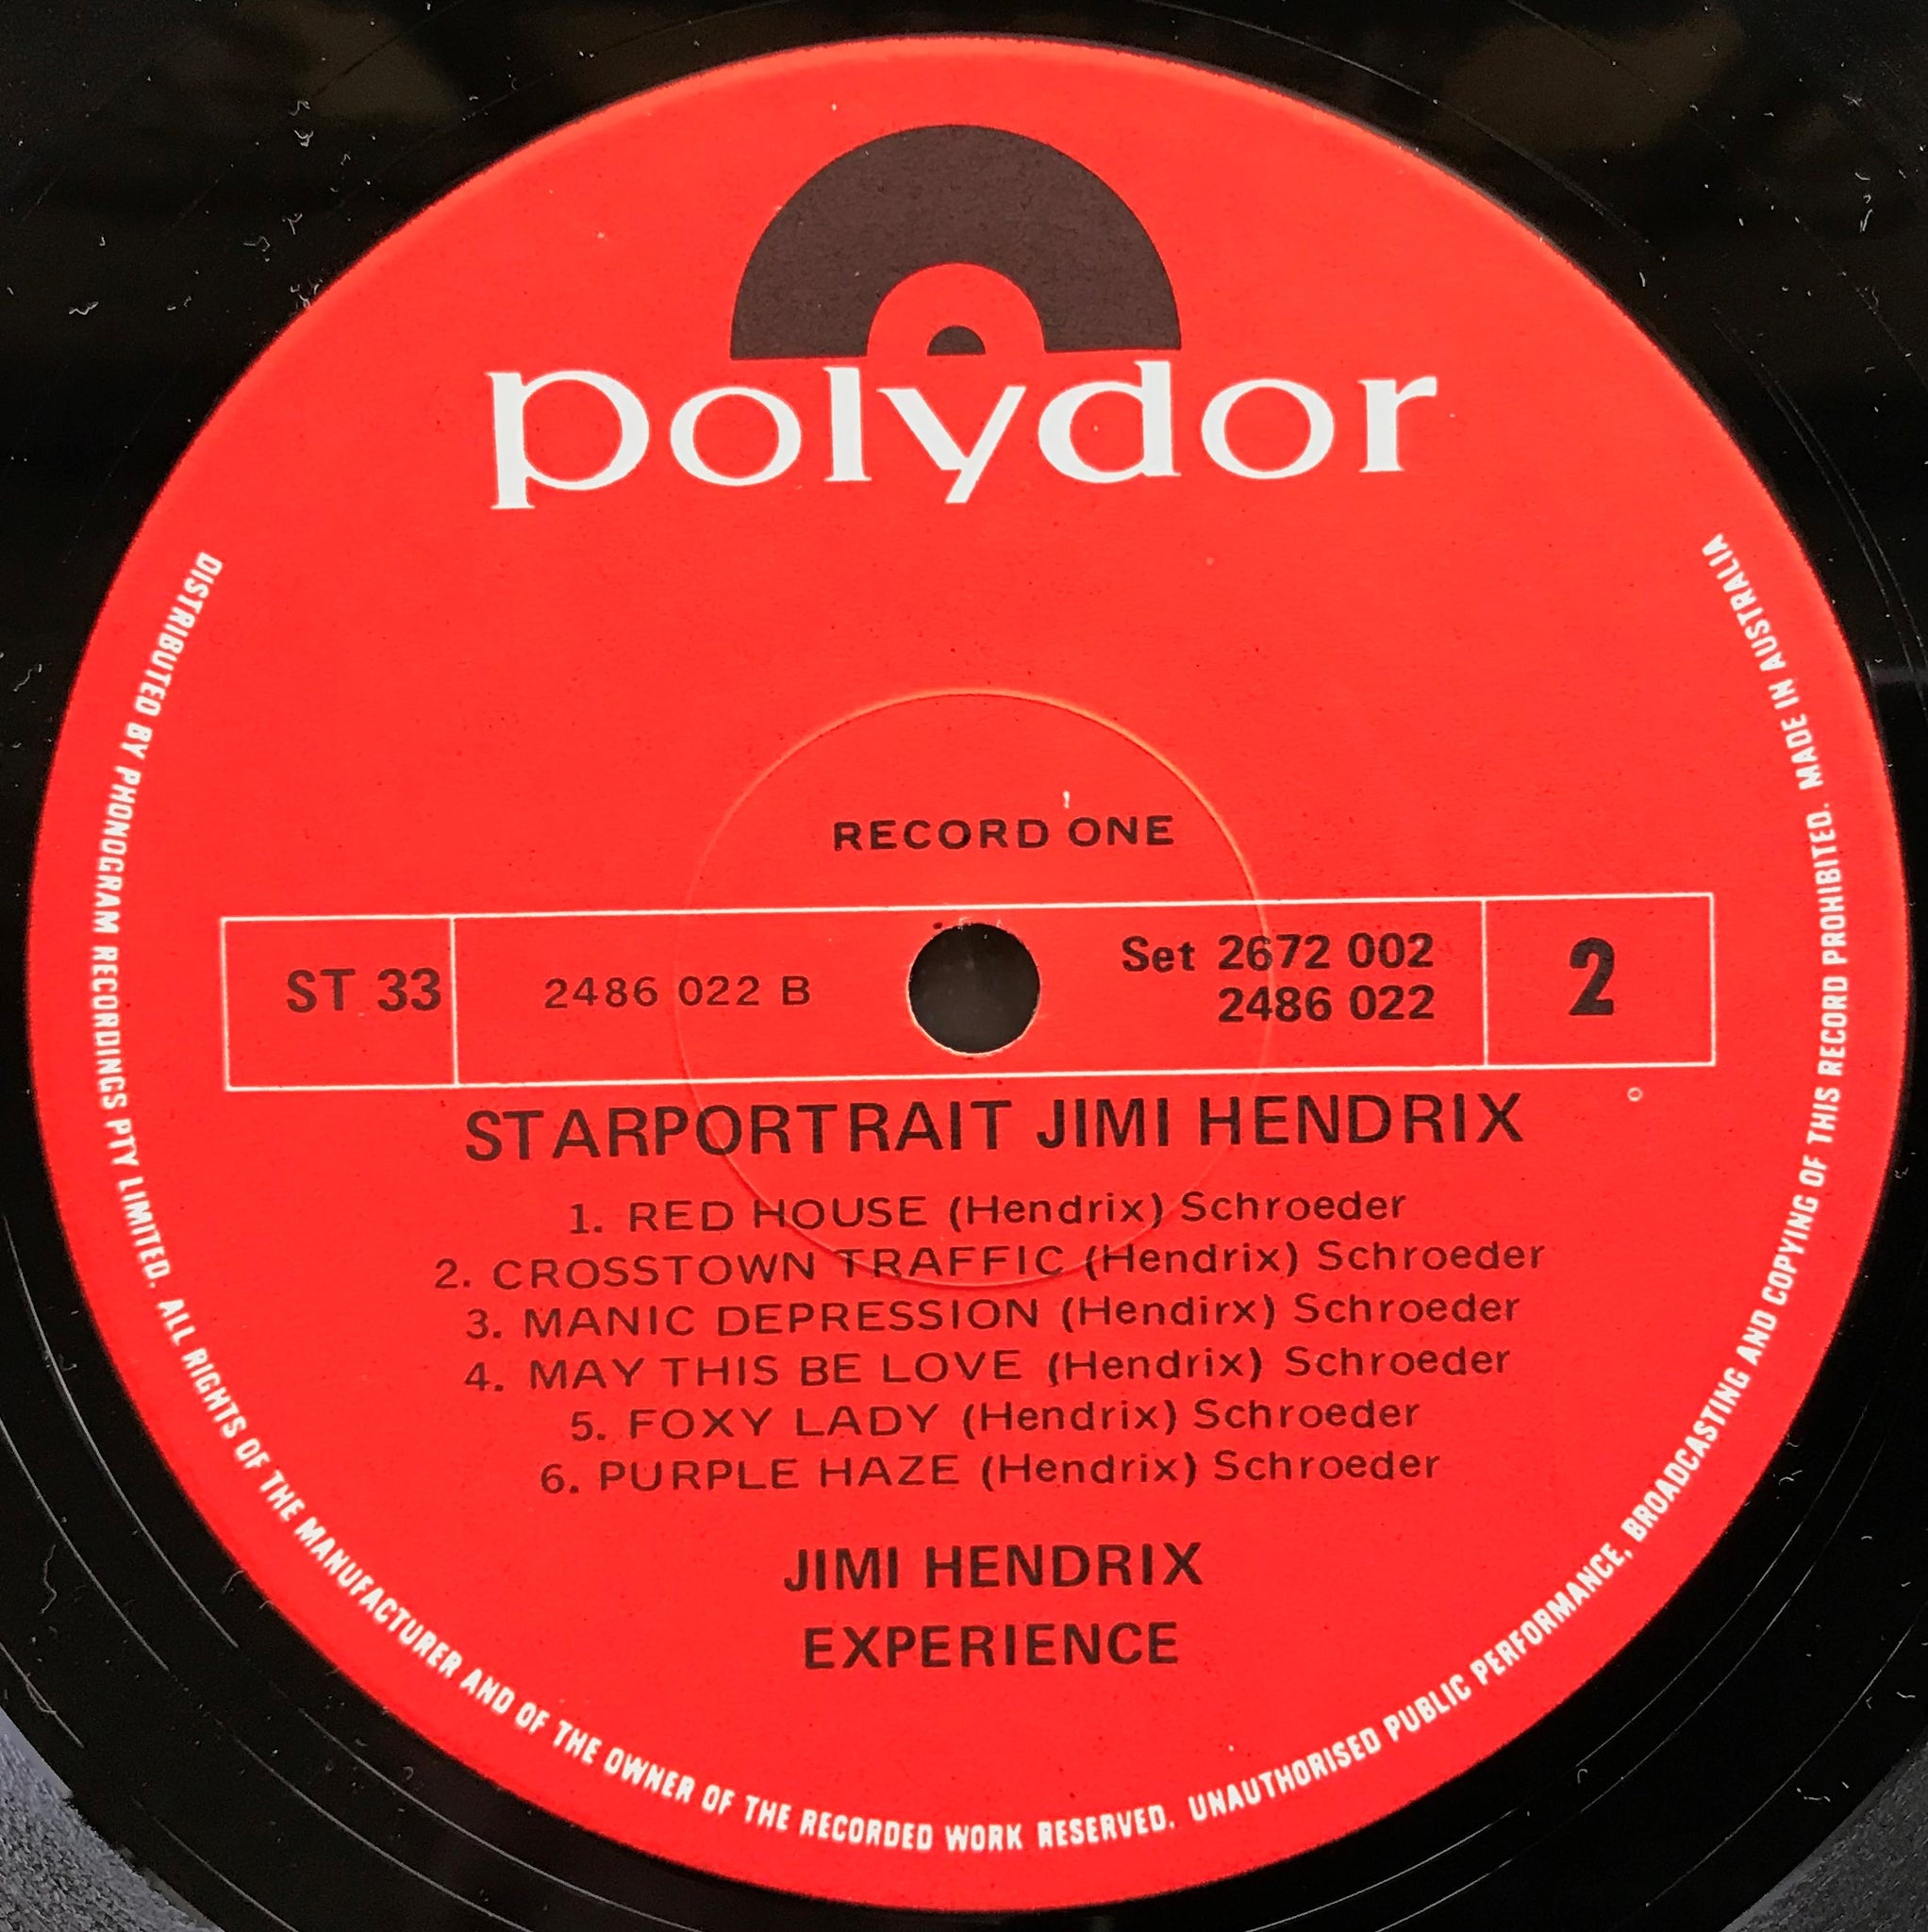 polydor
RECORD ONE
ST 33
2486 022 B
Set 2672 002
2486 022
2
STARPORTRAIT JIMI HENDRIX
1. RED HOUSE (Hendrix) Schroeder
2. CROSSTOWN TRAFFIC (Hendrix) Schroeder
3. MANIC DEPRESSION (Hendirx) Schroeder
4. MAY THIS BE LOVE (Hendrix) Schroeder
5. FOXY LADY (Hendrix) Schroeder
6. PURPLE HAZE (Hendrix) Schroeder
JIMI HENDRIX
EXPERIENCE
DISTRIBUTED BY PHONOGRAM RECORDINGS PTY LIMITED. ALL RIGHTS OF THE MANUFACTURER AND OF THE OWNER OF THE RECORDED WORK RESERVED. UNAUTHORISED PUBLIC PERFORMANCE, BROADCASTING AND COPYING OF THIS RECORD PROHIBITED. MADE IN AUSTRALIA